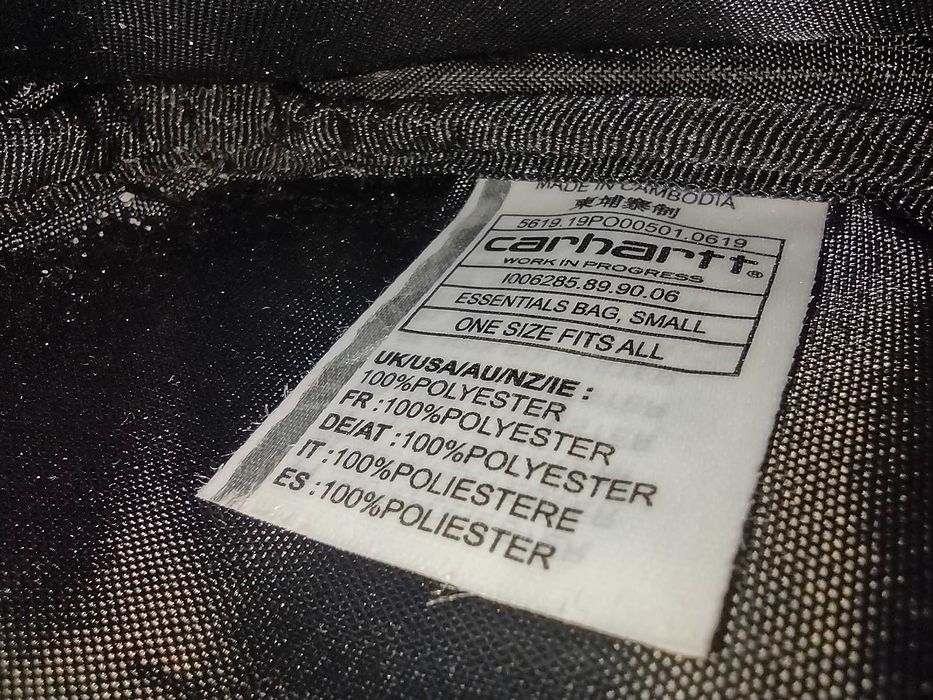 MADE IN CAMBODIA
柬埔寨制
5619.19PO00501.0619
carhartt®
WORK IN PROGRESS
I006285.89.90.06
ESSENTIALS BAG, SMALL
ONE SIZE FITS ALL
UK/USA/AU/NZ/IE :
100%POLYESTER
FR :100%POLYESTER
DE/AT :100%POLYESTER
IT :100%POLIESTERE
ES :100%POLIESTER